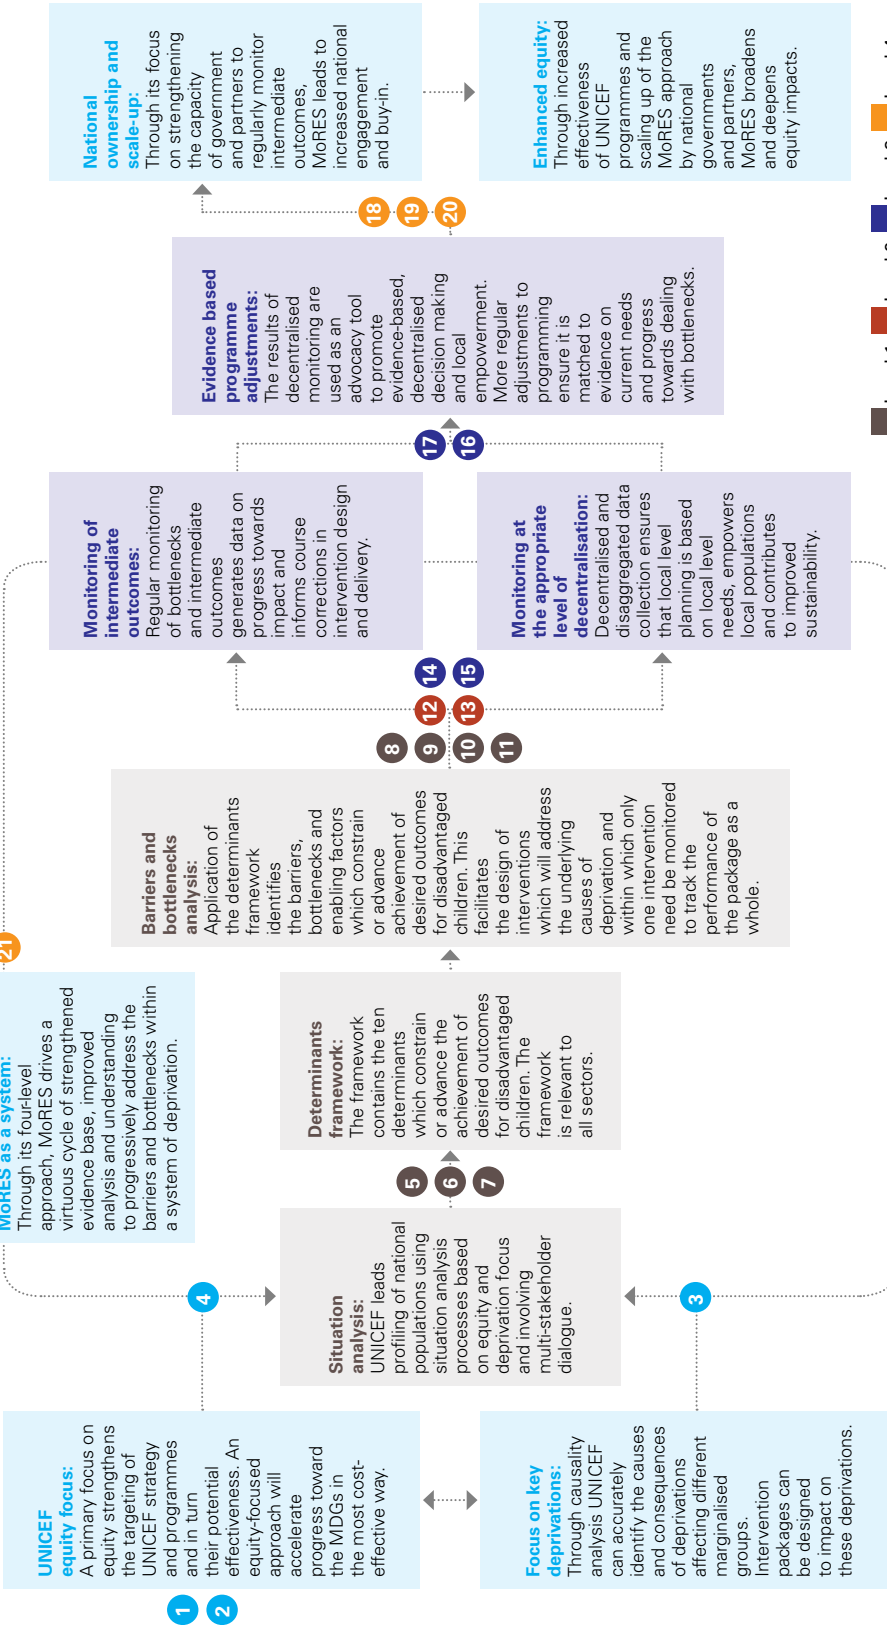 UNICEF
equity focus:
A primary focus on
equity strengthens
the targeting of
UNICEF strategy
and programmes
and in turn
their potential
effectiveness. An
equity-focused
approach will
accelerate
progress toward
the MDGs in
the most cost-
effective way.
1
2
Focus on key
deprivations:
Through causality
analysis UNICEF
can accurately
identify the causes
and consequences
of deprivations
affecting different
marginalised
groups.
Intervention
packages can
be designed
to impact on
these deprivations.
4
3
Situation
analysis:
UNICEF leads
profiling of national
populations using
situation analysis
processes based
on equity and
deprivation focus
and involving
multi-stakeholder
dialogue.
MoRES as a system:
Through its four-level
approach, MoRES drives a
virtuous cycle of strengthened
evidence base, improved
analysis and understanding
to progressively address the
barriers and bottlenecks within
a system of deprivation.
21
5
6
7
Determinants
framework:
The framework
contains the ten
determinants
which constrain
or advance the
achievement of
desired outcomes
for disadvantaged
children. The
framework
is relevant to
all sectors.
Barriers and
bottlenecks
analysis:
Application of
the determinants
framework
identifies
the barriers,
bottlenecks and
enabling factors
which constrain
or advance
achievement of
desired outcomes
for disadvantaged
children. This
facilitates
the design of
interventions
which will address
the underlying
causes of
deprivation and
within which only
one intervention
need be monitored
to track the
performance of
the package as a
whole.
8
9
10
11
12
13
14
15
Monitoring of
intermediate
outcomes:
Regular monitoring
of bottlenecks
and intermediate
outcomes
generates data on
progress towards
impact and
informs course
corrections in
intervention design
and delivery.
Monitoring at
the appropriate
level of
decentralisation:
Decentralised and
disaggregated data
collection ensures
that local level
planning is based
on local level
needs, empowers
local populations
and contributes
to improved
sustainability.
17
16
Evidence based
programme
adjustments:
The results of
decentralised
monitoring are
used as an
advocacy tool
to promote
evidence-based,
decentralised
decision making
and local
empowerment.
More regular
adjustments to
programming
ensure it is
matched to
evidence on
current needs
and progress
towards dealing
with bottlenecks.
18
19
20
National
ownership and
scale-up:
Through its focus
on strengthening
the capacity
of government
and partners to
regularly monitor
intermediate
outcomes,
MoRES leads to
increased national
engagement
and buy-in.
Enhanced equity:
Through increased
effectiveness
of UNICEF
programmes and
scaling up of the
MoRES approach
by national
governments
and partners,
MoRES broadens
and deepens
equity impacts.